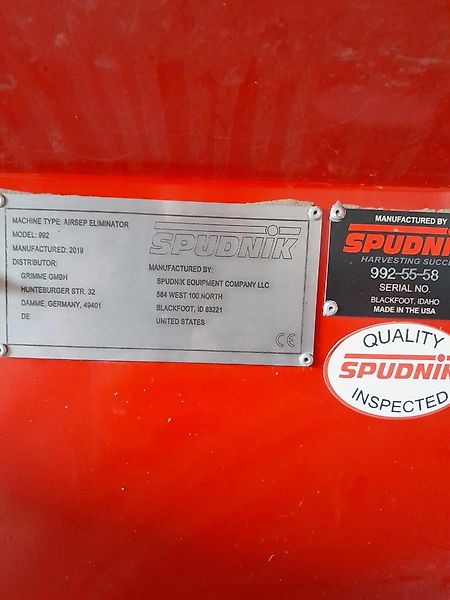 MACHINE TYPE: AIRSEP ELIMINATOR
MODEL: 992
MANUFACTURED: 2019
DISTRIBUTOR:
GRIMME GMBH
HUNTEBURGER STR. 32
DAMME, GERMANY, 49401
DE
SPUDNIK
MANUFACTURED BY:
SPUDNIK EQUIPMENT COMPANY LLC
584 WEST 100 NORTH
BLACKFOOT, ID 83221
UNITED STATES
CE
MANUFACTURED BY
SPUDNIK
HARVESTING SUCCE
992-55-58
SERIAL NO.
BLACKFOOT, IDAHO
MADE IN THE USA
QUALITY
SPUDNIK
INSPECTED